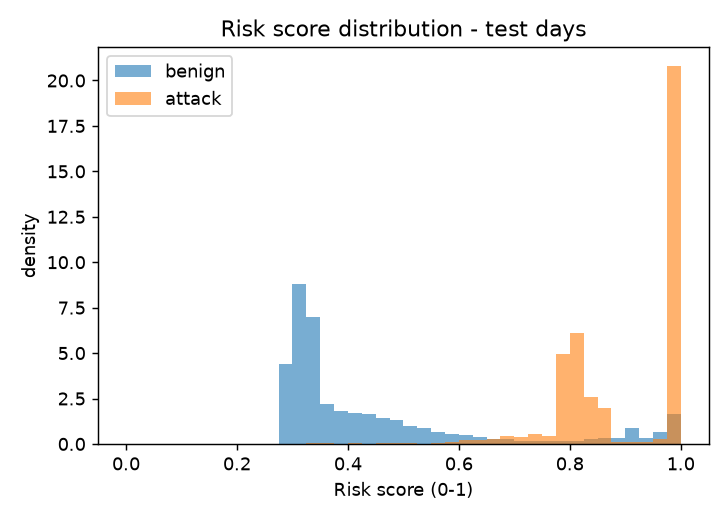 Risk score distribution - test days
benign
attack
20.0
17.5
15.0
12.5
10.0
7.5
5.0
2.5
0.0
density
0.0 0.2 0.4 0.6 0.8 1.0
Risk score (0-1)